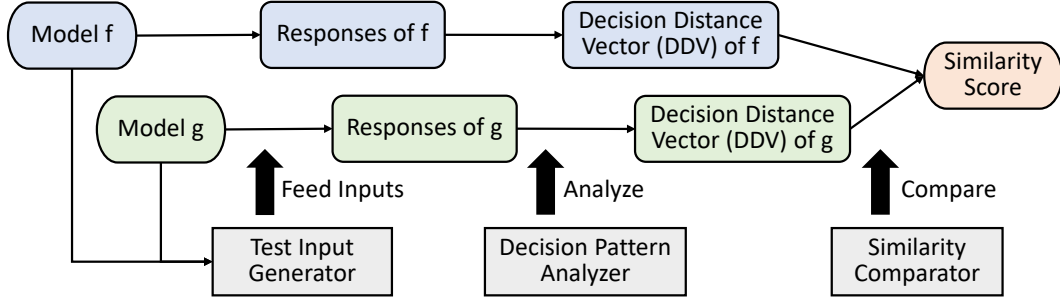 Model f
Responses of f
Decision Distance
Vector (DDV) of f
Similarity
Score
Model g
Responses of g
Decision Distance
Vector (DDV) of g
Feed Inputs
Analyze
Compare
Test Input
Generator
Decision Pattern
Analyzer
Similarity
Comparator